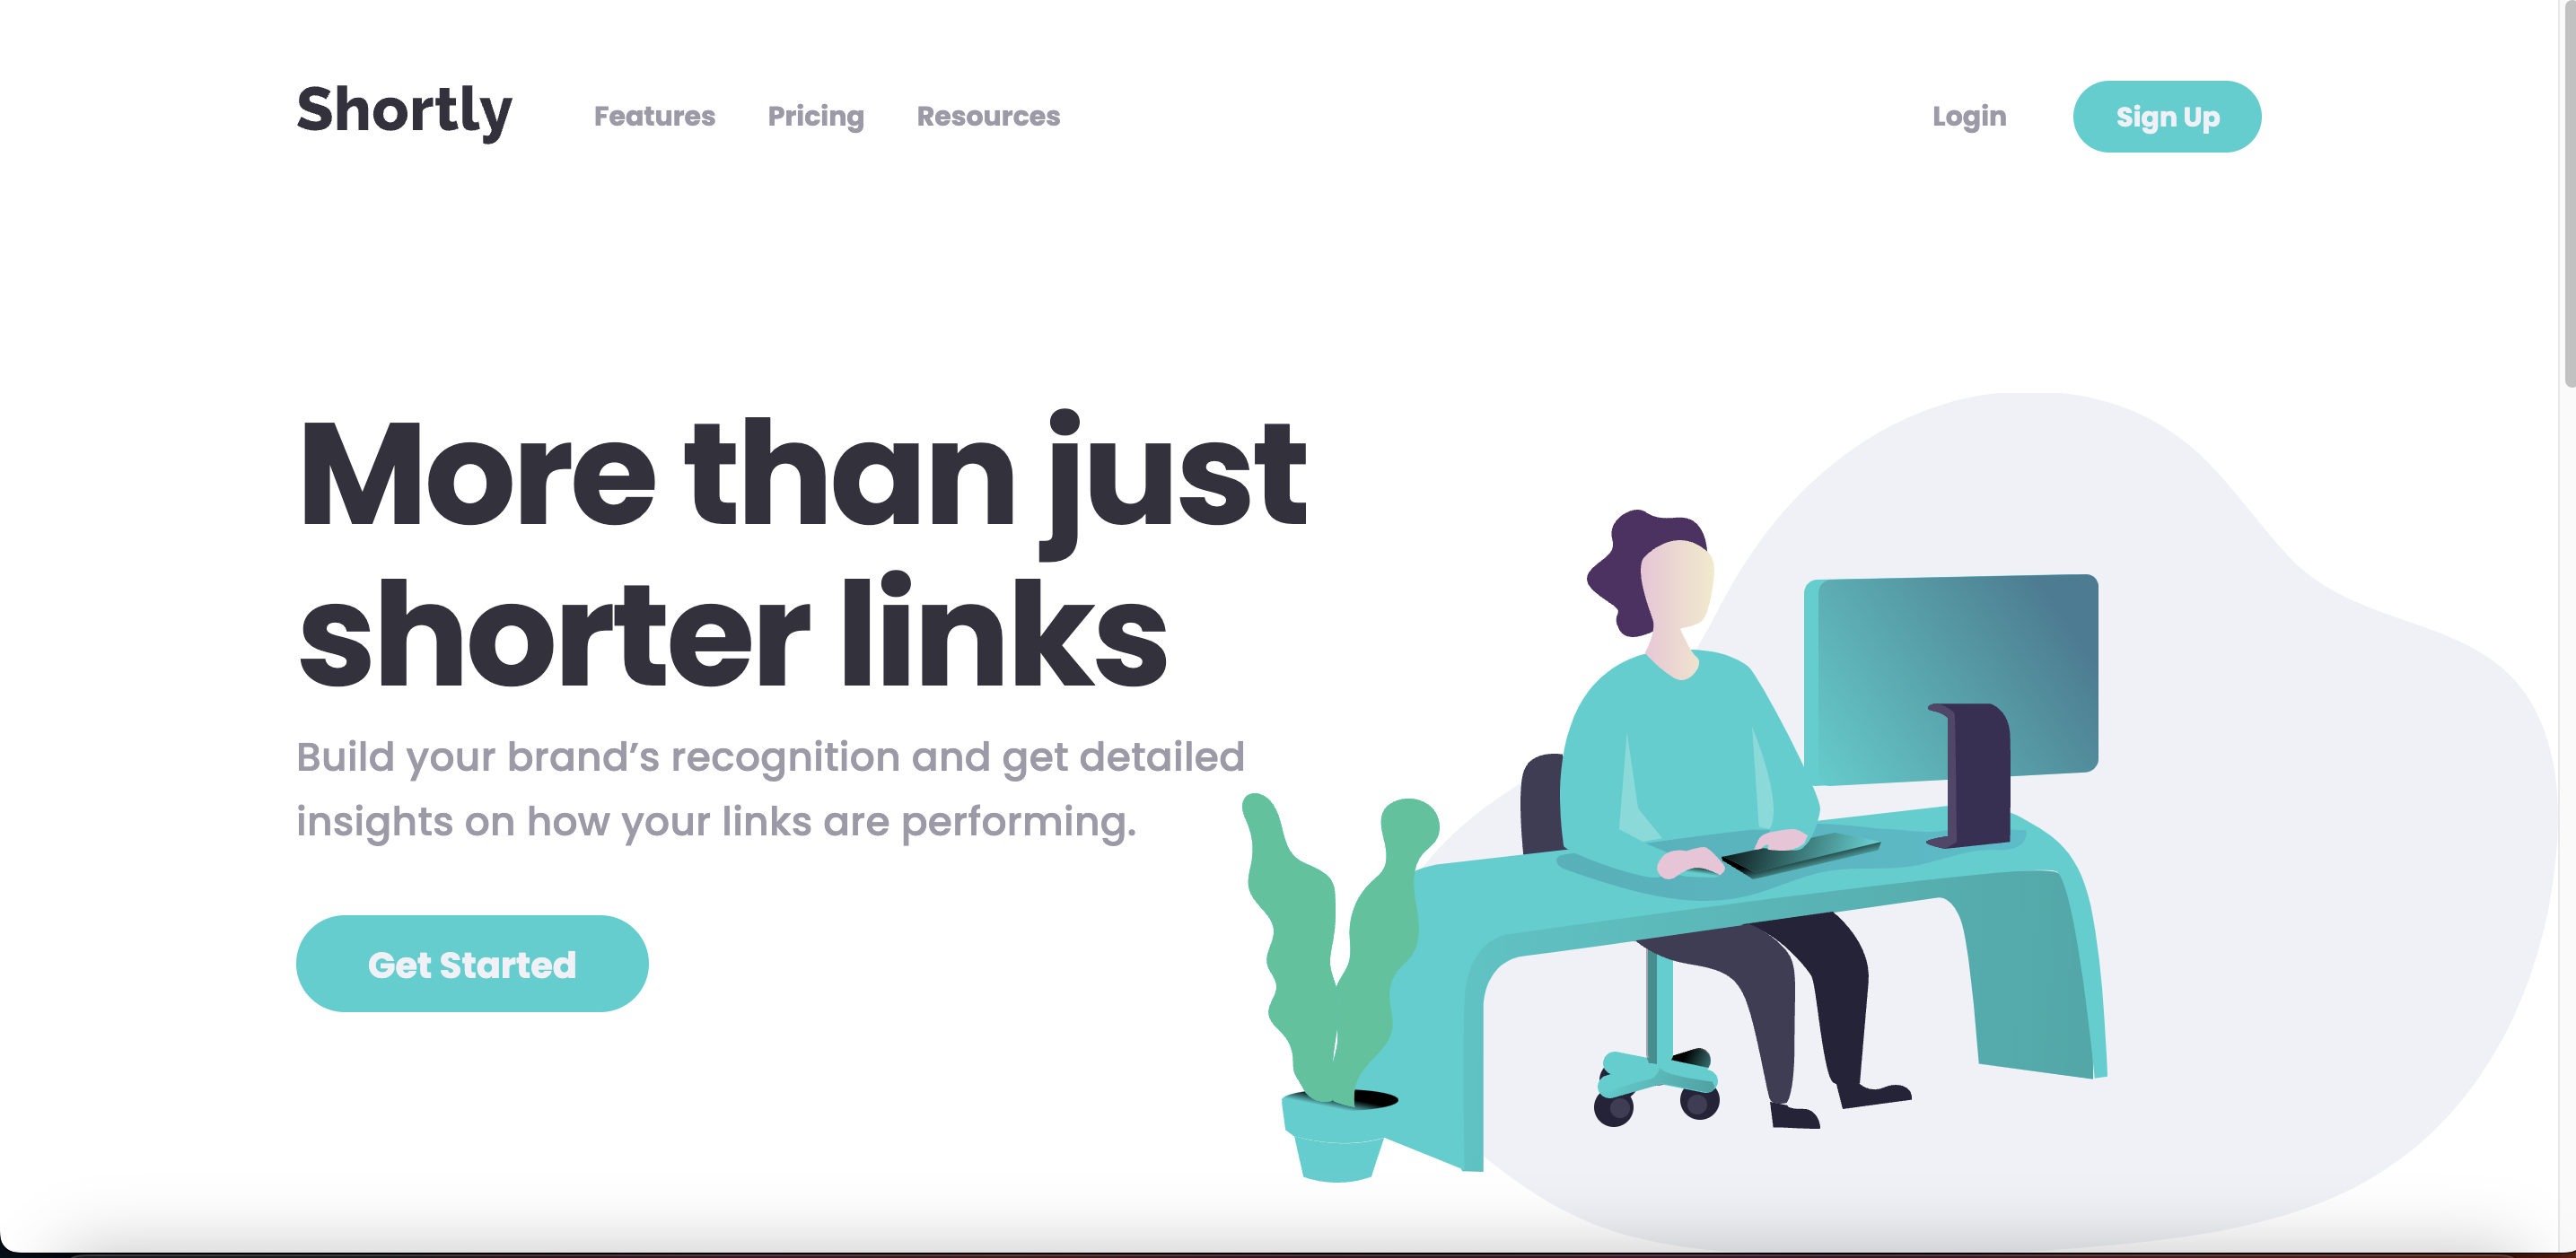 Shortly
Features
Pricing
Resources
Login
Sign Up
More than just
shorter links
Build your brand’s recognition and get detailed
insights on how your links are performing.
Get Started